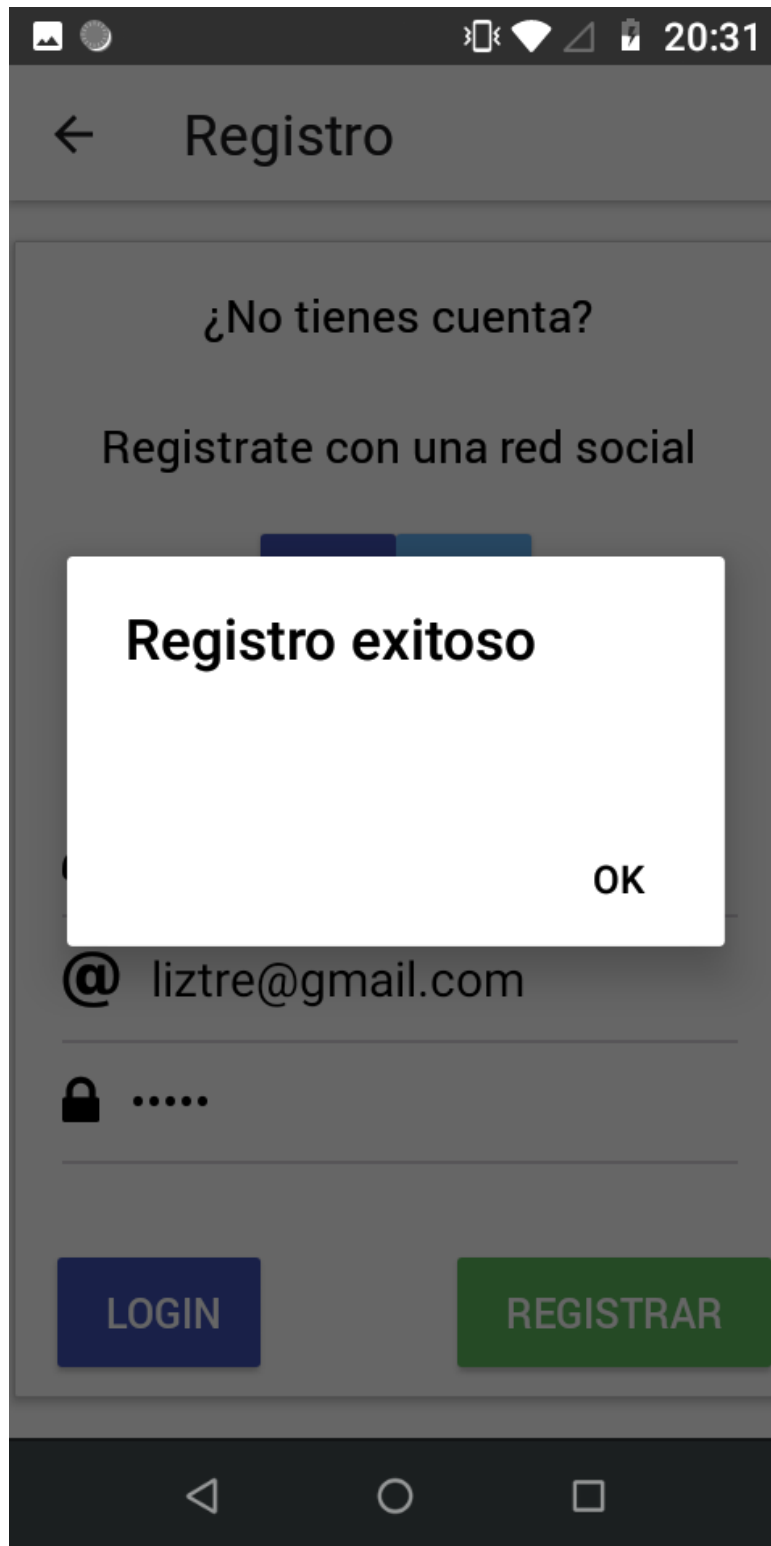 20:31
Registro
¿No tienes cuenta?
Registrate con una red social
Registro exitoso
OK
@ liztre@gmail.com
•••••
LOGIN
REGISTRAR